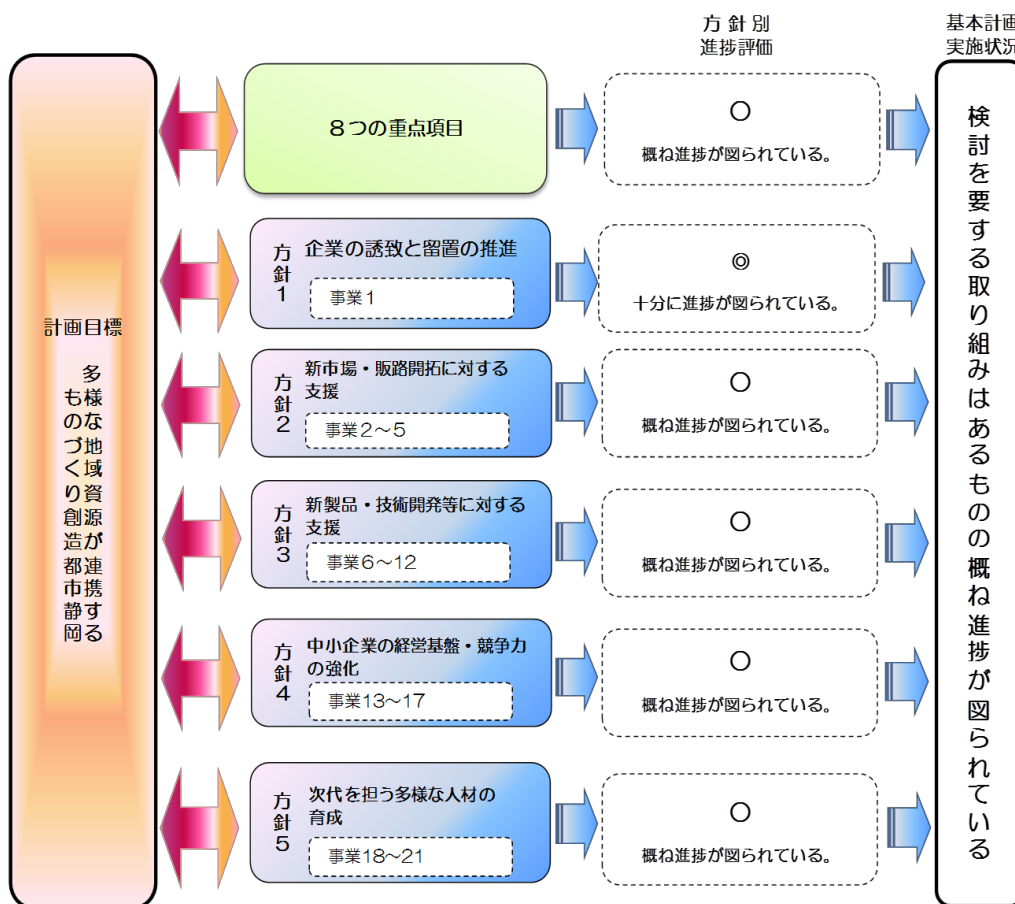 方針別
進捗評価
基本計画
実施状況
計画目標
多様な地域資源が連携する
ものづくり創造都市静岡
８つの重点項目
〇
概ね進捗が図られている。
方針1
企業の誘致と留置の推進
事業1
◎
十分に進捗が図られている。
方針2
新市場・販路開拓に対する
支援
事業2～5
〇
概ね進捗が図られている。
方針3
新製品・技術開発等に対する
支援
事業6～12
〇
概ね進捗が図られている。
方針4
中小企業の経営基盤・競争力
の強化
事業13～17
〇
概ね進捗が図られている。
方針5
次代を担う多様な人材の
育成
事業18～21
〇
概ね進捗が図られている。
検討を要する取り組みはあるものの概ね進捗が図られている